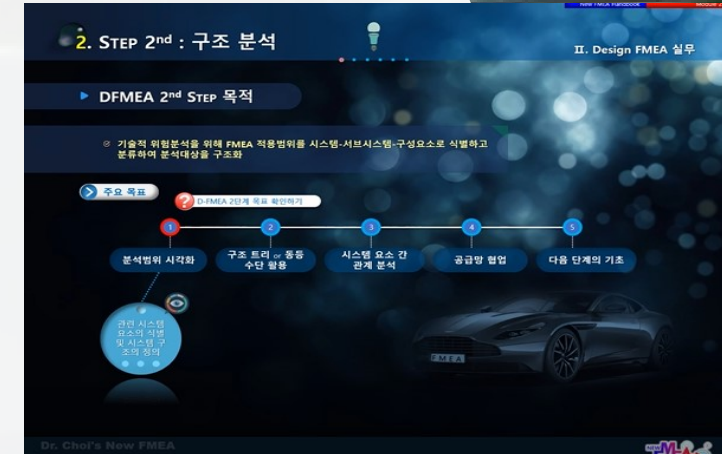 New FMEA Handbook
Module 2
2. STEP 2nd : 구조 분석
II. Design FMEA 실무
DFMEA 2nd STEP 목적
기술적 위험분석을 위해 FMEA 적용범위를 시스템-서브시스템-구성요소로 식별하고
분류하여 분석대상을 구조화
주요 목표
D-FMEA 2단계 목표 확인하기
1 2 3 4 5
분석범위 시각화
구조 트리 or 동등
수단 활용
시스템 요소 간
관계 분석
공급망 협업
다음 단계의 기초
관련 시스템
요소의 식별
및 시스템 구
조의 정의
FMEA
Dr. Choi's New FMEA